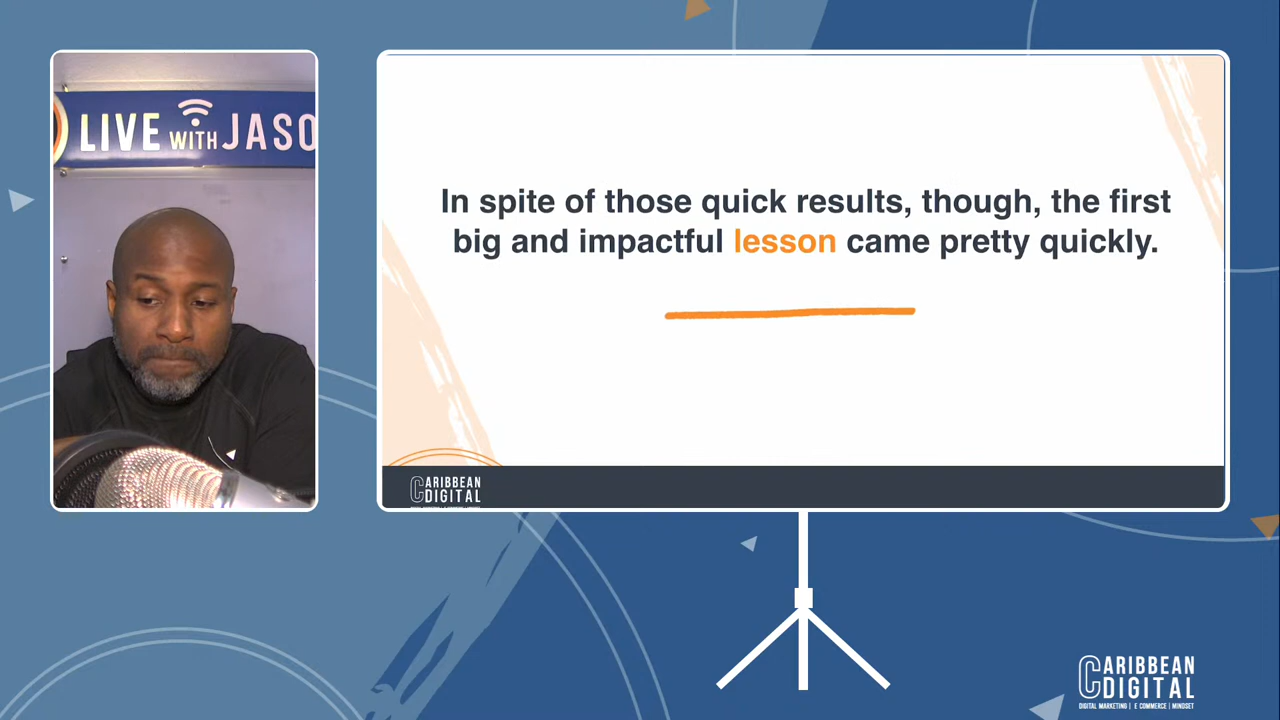 LIVE WITH JASO
In spite of those quick results, though, the first
big and impactful lesson came pretty quickly.
CARIBBEAN
DIGITAL
CARIBBEAN
DIGITAL
DIGITAL MARKETING | E COMMERCE | MINDSET